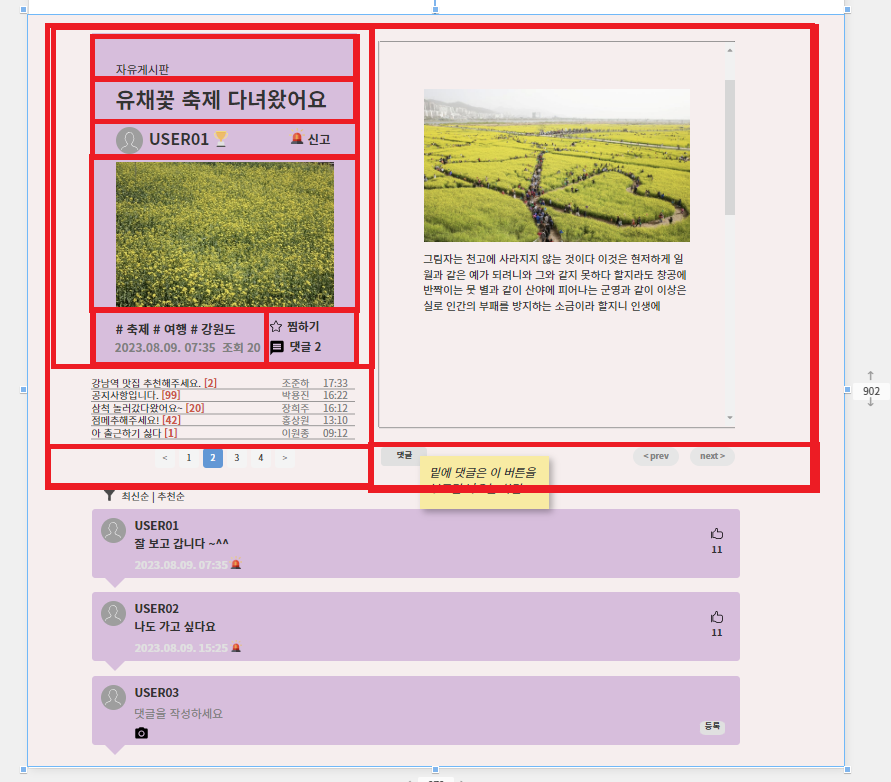 자유게시판
유채꽃 축제 다녀왔어요
USER01
신고
# 축제 # 여행 # 강원도
2023.08.09. 07:35 조회 20
찜하기
댓글 2
강남역 맛집 추천해주세요. [2] 조준하 17:33
공지사항입니다. [99] 박용진 16:22
삼척 놀러갔다왔어요~ [20] 장희주 16:12
점메추해주세요! [42] 홍상원 13:10
아 출근하기 싫다 [1] 이원종 09:12
< 1 2 3 4 >
그림자는 천고에 사라지지 않는 것이다 이것은 현저하게 일
월과 같은 예가 되려니와 그와 같지 못하다 할지라도 창공에
반짝이는 뭇 별과 같이 산야에 피어나는 군영과 같이 이상은
실로 인간의 부패를 방지하는 소금이라 할지니 인생에
댓글
< prev
next >
밑에 댓글은 이 버튼을
최신순 | 추천순
USER01
잘 보고 갑니다 ~^^
2023.08.09. 07:35
11
USER02
나도 가고 싶다요
2023.08.09. 15:25
11
USER03
댓글을 작성하세요
등록
902